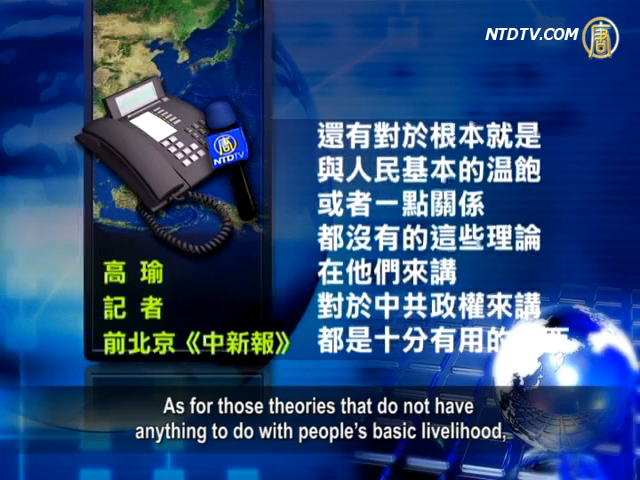 NTDTV.COM
唐
唐
NTDTV
還有對於根本就是
與人民基本的温飽
或者一點關係
都沒有的這些理論
在他們來講
對於中共政權來講
都是十分有用的
高 瑜
記 者
前北京《中新報》
As for those theories that do not have
anything to do with people's basic livelihood,